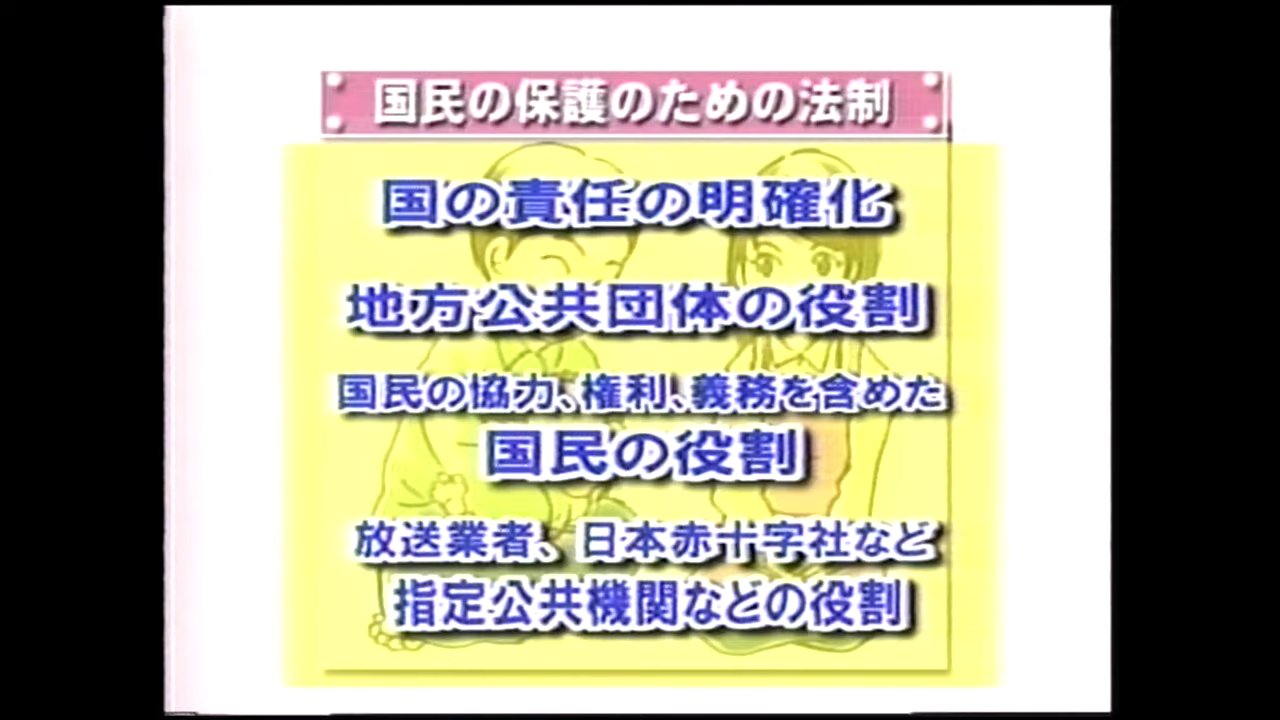 国民の保護のための法制
国の責任の明確化
地方公共団体の役割
国民の協力、権利、義務を含めた
国民の役割
放送業者、日本赤十字社など
指定公共機関などの役割